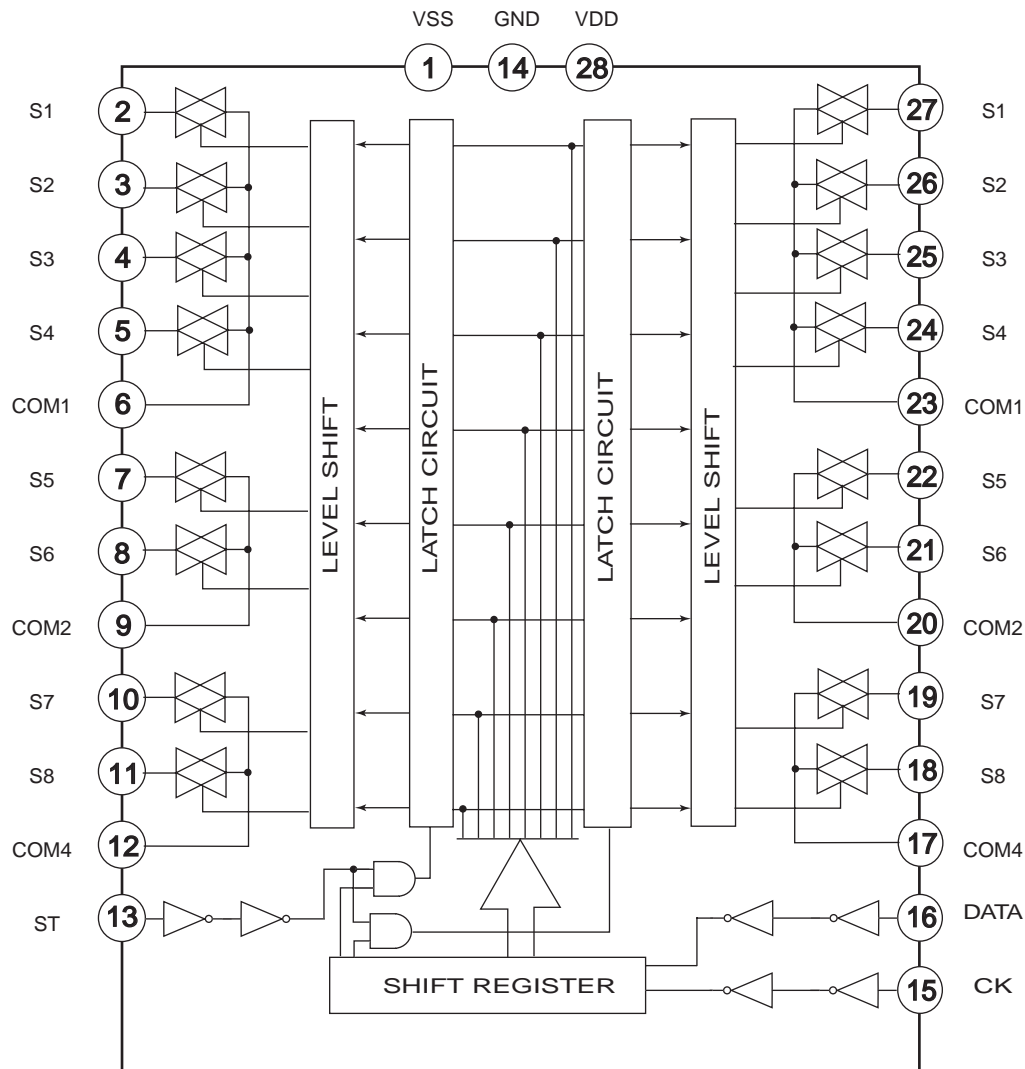 VSS GND VDD
1 14 28
S1 2 27 S1
S2 3 26 S2
S3 4 25 S3
S4 5 24 S4
COM1 6 23 COM1
S5 7 22 S5
S6 8 21 S6
COM2 9 20 COM2
S7 10 19 S7
S8 11 18 S8
COM4 12 17 COM4
ST 13 16 DATA
15 CK
LEVEL SHIFT
LATCH CIRCUIT
LATCH CIRCUIT
LEVEL SHIFT
SHIFT REGISTER